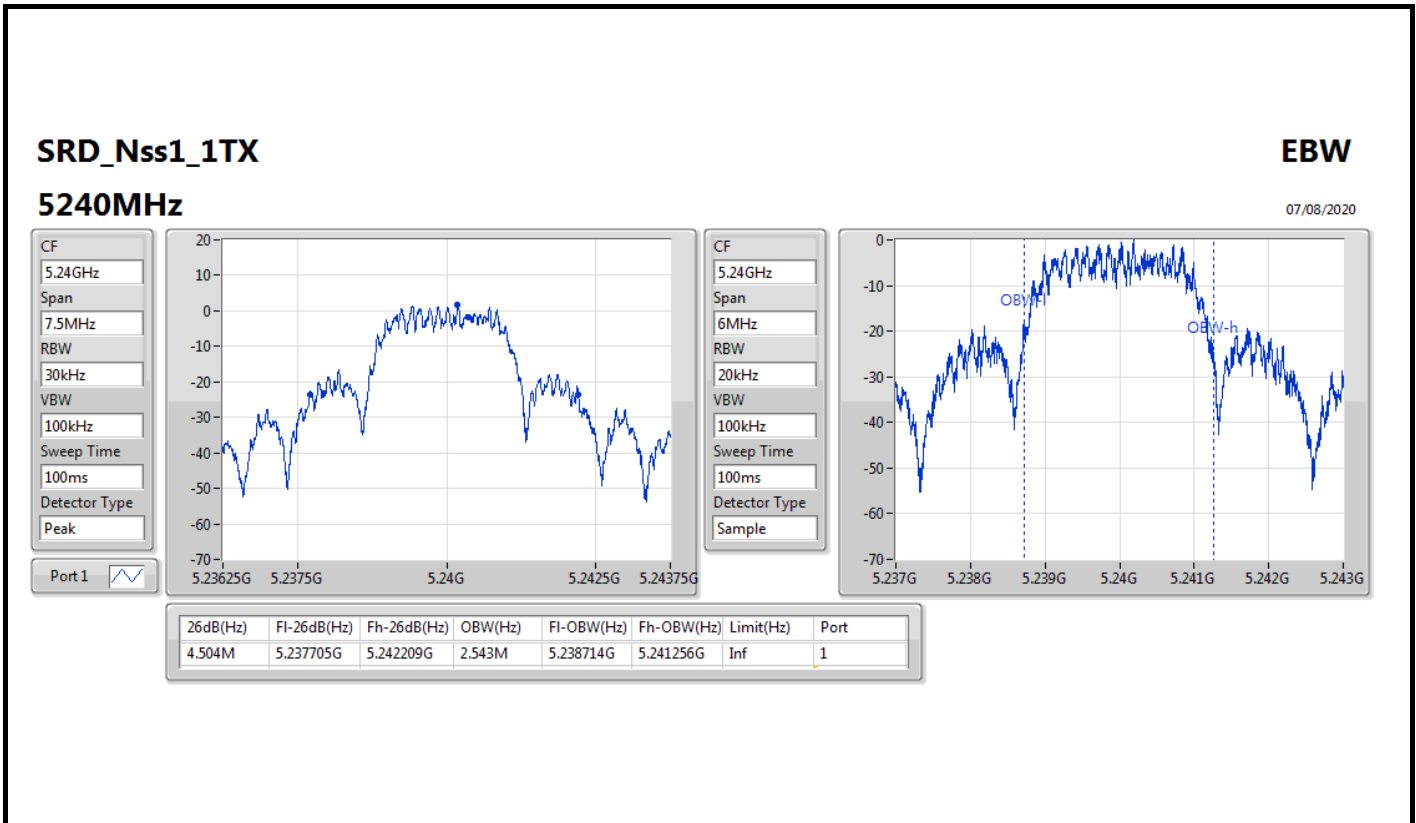 SRD_Nss1_1TX
EBW
5240MHz
07/08/2020
CF
5.24GHz
Span
7.5MHz
RBW
30kHz
VBW
100kHz
Sweep Time
100ms
Detector Type
Peak
Port 1
20
10
0
-10
-20
-30
-40
-50
-60
-70
5.23625G 5.2375G 5.24G 5.2425G 5.24375G
CF
5.24GHz
Span
6MHz
RBW
20kHz
VBW
100kHz
Sweep Time
100ms
Detector Type
Sample
0
-10
-20
-30
-40
-50
-60
-70
OBW-l
OBW-h
5.237G 5.238G 5.239G 5.24G 5.241G 5.242G 5.243G
26dB(Hz) Fl-26dB(Hz) Fh-26dB(Hz) OBW(Hz) Fl-OBW(Hz) Fh-OBW(Hz) Limit(Hz) Port
4.504M 5.237705G 5.242209G 2.543M 5.238714G 5.241256G Inf 1